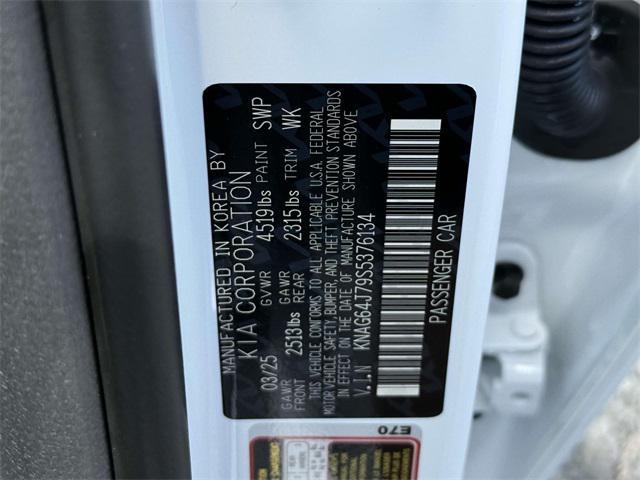 MANUFACTURED IN KOREA BY
KIA CORPORATION
03/25 GVWR 4519lbs PAINT SWP
GAWR FRONT 2513lbs GAWR REAR 2315lbs TRIM WK
THIS VEHICLE CONFORMS TO ALL APPLICABLE U.S.A. FEDERAL
MOTOR VEHICLE SAFETY, BUMPER, AND THEFT PREVENTION STANDARDS
IN EFFECT ON THE DATE OF MANUFACTURE SHOWN ABOVE
V.I.N KNAG64J79S5376134
PASSENGER CAR
E70